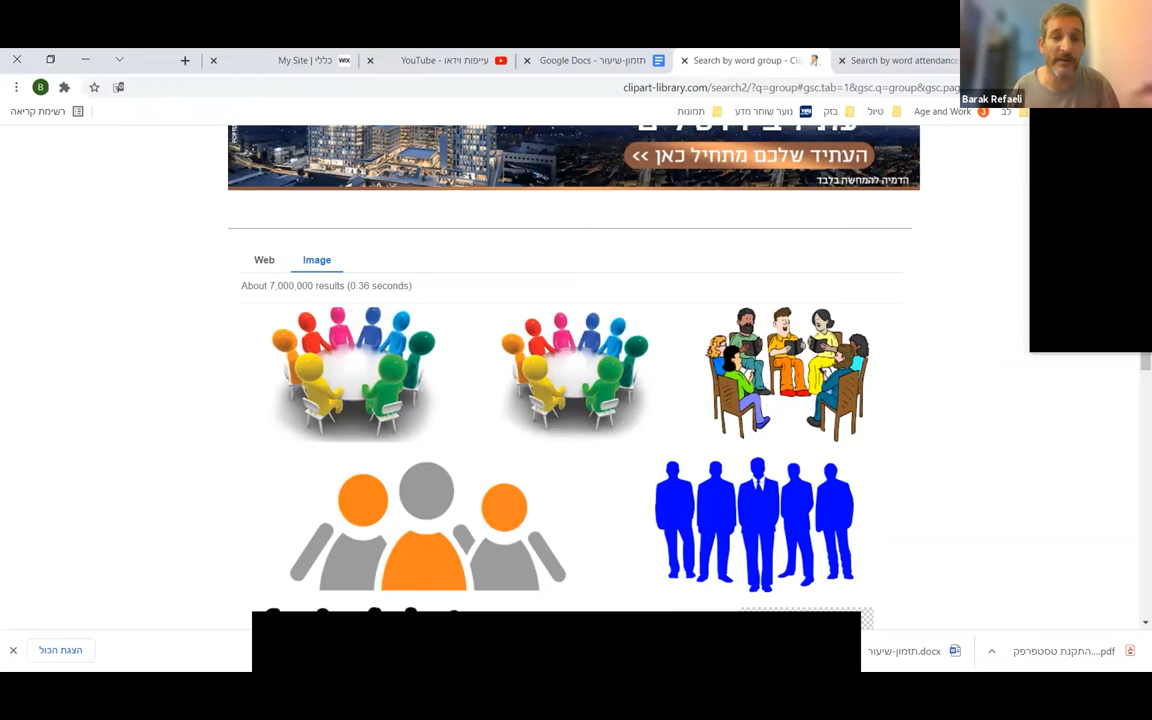 My Site | כללי
YouTube - עייפות וידאו
Google Docs - תזמון-שיעור
Search by word group - Cli
Search by word attendance
B
clipart-library.com/search2/?q=group#gsc.tab=1&gsc.q=group&gsc.pag
Barak Refaeli
רשימת קריאה
תמונות
נוער שוחר מדע
בזק
טיול
Age and Work
לב
העתיד שלכם מתחיל כאן >>
הדמיה להמחשה בלבד
Web
Image
About 7,000,000 results (0.36 seconds)
הצגת הכול
תזמון-שיעור.docx
התקנת טסטפרפק....pdf